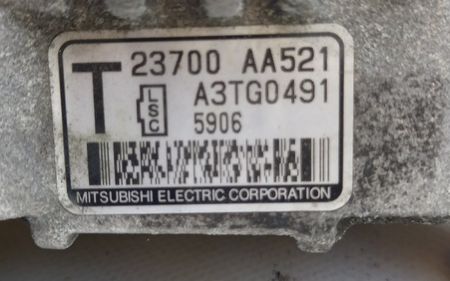 T 23700 AA521
LSC A3TG0491
5906
MITSUBISHI ELECTRIC CORPORATION